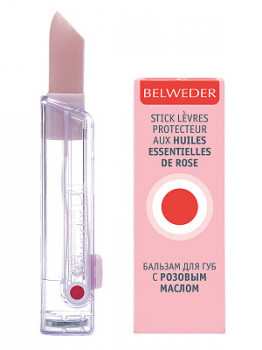 BELWEDER
STICK LÈVRES
PROTECTEUR
AUX HUILES
ESSENTIELLES
DE ROSE
БАЛЬЗАМ ДЛЯ ГУБ
С РОЗОВЫМ
МАСЛОМ